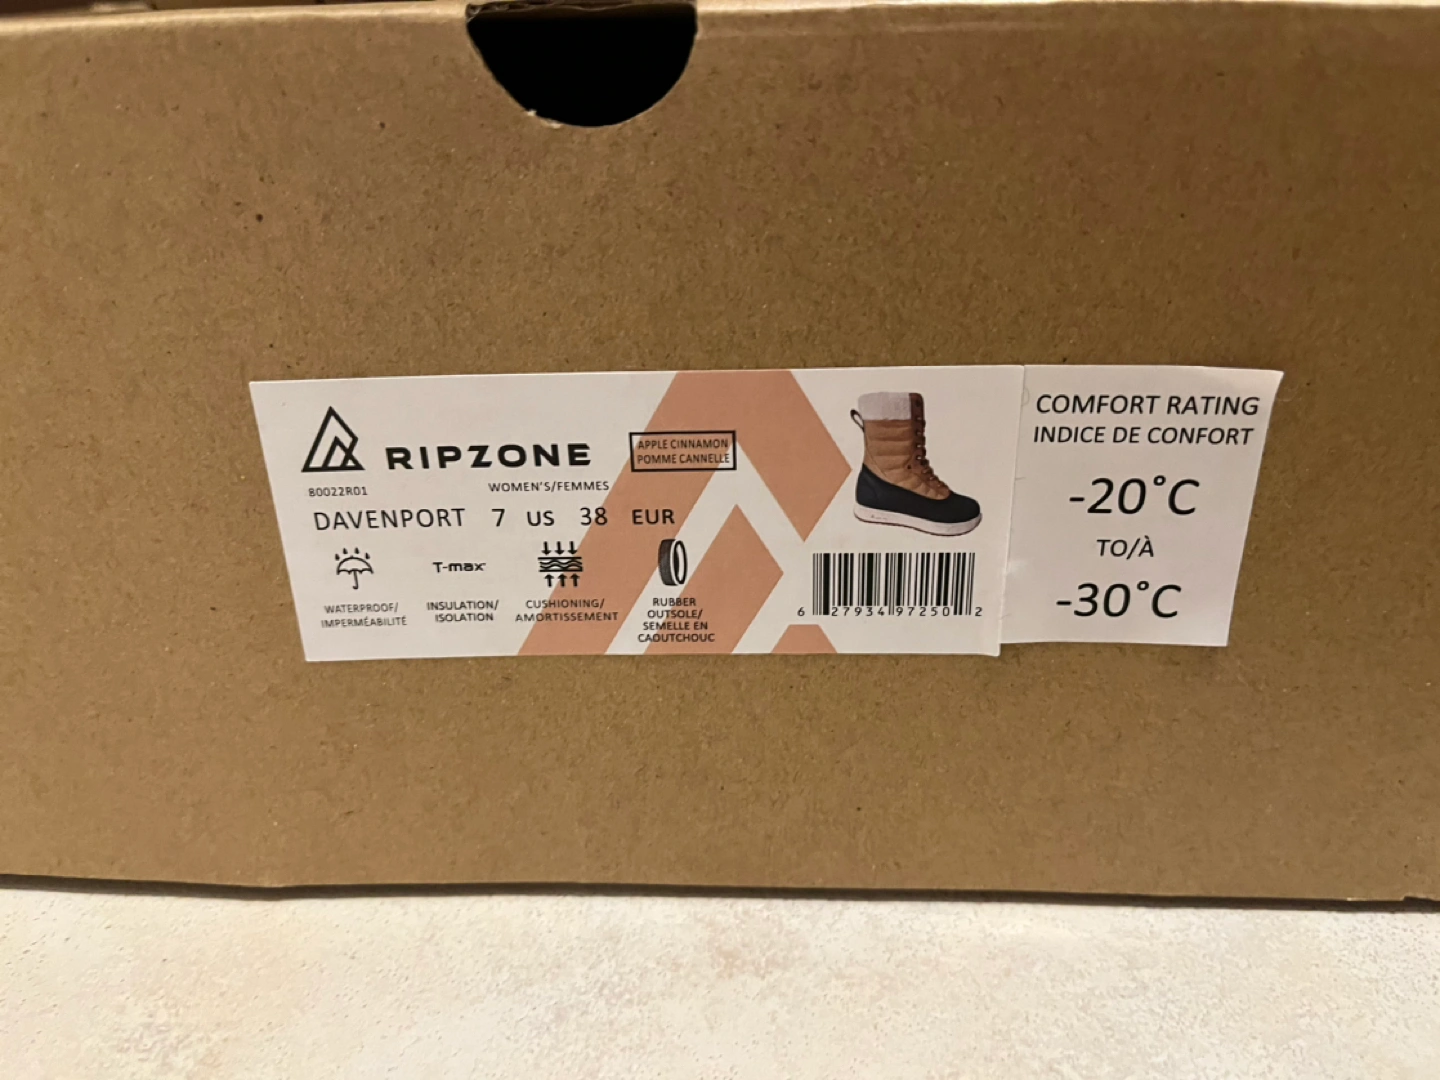 RIPZONE
APPLE CINNAMON
POMME CANNELLE
B0022R01
WOMEN'S/FEMMES
DAVENPORT 7 US 38 EUR
WATERPROOF/
IMPERMÉABILITÉ
T-max
INSULATION/
ISOLATION
CUSHIONING/
AMORTISSEMENT
RUBBER
OUTSOLE/
SEMELLE EN
CAOUTCHOUC
6 27934 97250 2
COMFORT RATING
INDICE DE CONFORT
-20°C
TO/À
-30°C